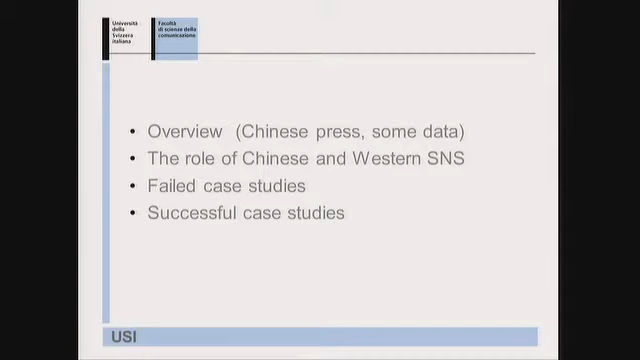 Università
della
Svizzera
italiana
Facoltà
di scienze della
comunicazione
• Overview (Chinese press, some data)
• The role of Chinese and Western SNS
• Failed case studies
• Successful case studies
USI